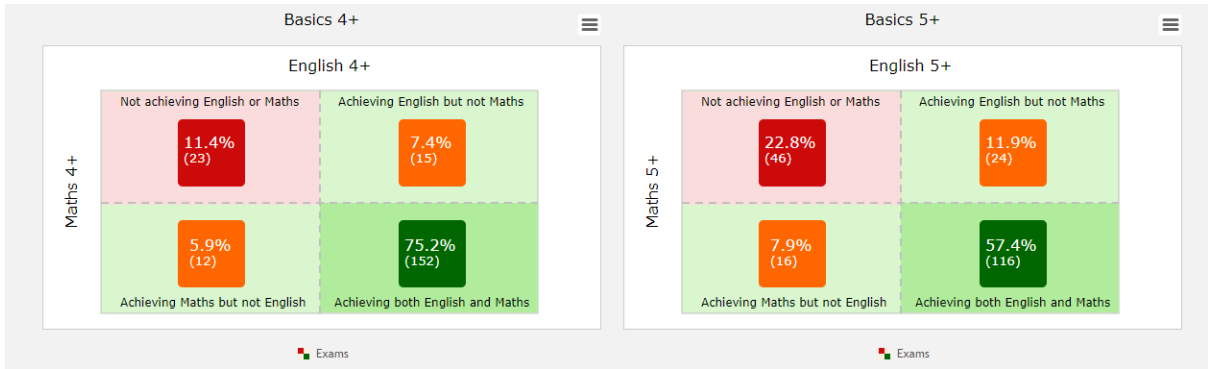 Basics 4+
English 4+
Maths 4+
Not achieving English or Maths
Achieving English but not Maths
11.4%
(23)
7.4%
(15)
5.9%
(12)
75.2%
(152)
Achieving Maths but not English
Achieving both English and Maths
Exams
Basics 5+
English 5+
Maths 5+
Not achieving English or Maths
Achieving English but not Maths
22.8%
(46)
11.9%
(24)
7.9%
(16)
57.4%
(116)
Achieving Maths but not English
Achieving both English and Maths
Exams